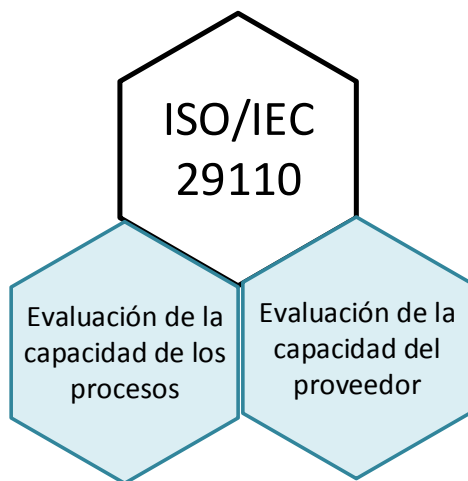 ISO/IEC
29110
Evaluación de la
capacidad de los
procesos
Evaluación de la
capacidad del
proveedor